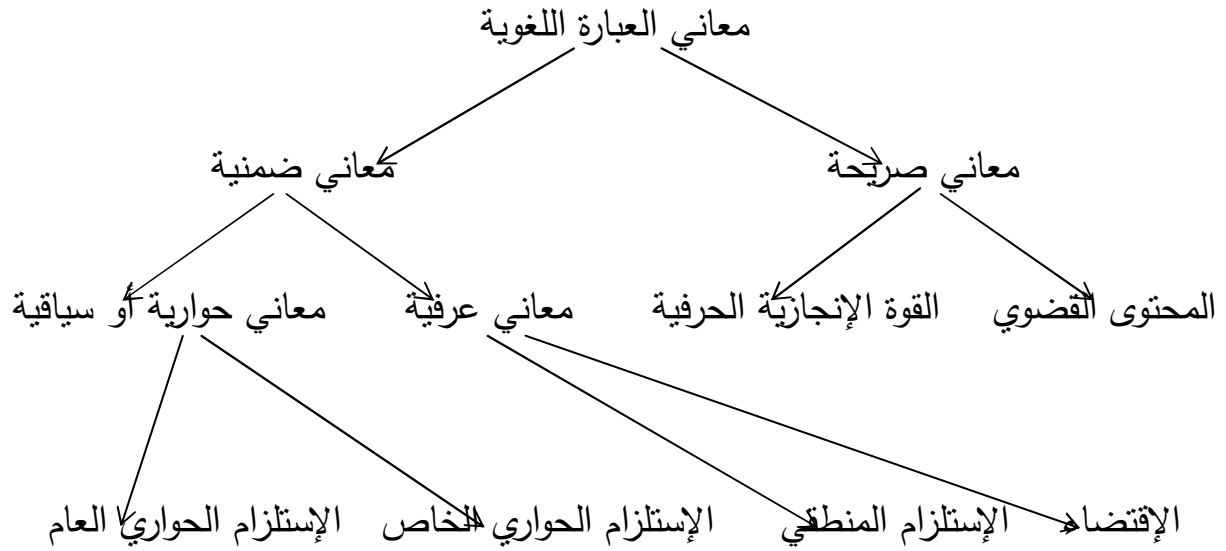 معاني العبارة اللغوية
معاني صريحة
معاني ضمنية
المحتوى القضوي
القوة الإنجازية الحرفية
معاني عرفية
معاني حوارية أو سياقية
الإقتضاء
الإستلزام المنطقي
الإستلزام الحواري الخاص
الإستلزام الحواري العام